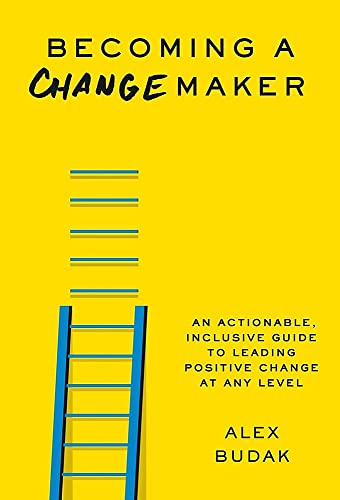 BECOMING A
CHANGEMAKER
AN ACTIONABLE,
INCLUSIVE GUIDE
TO LEADING
POSITIVE CHANGE
AT ANY LEVEL
ALEX
BUDAK